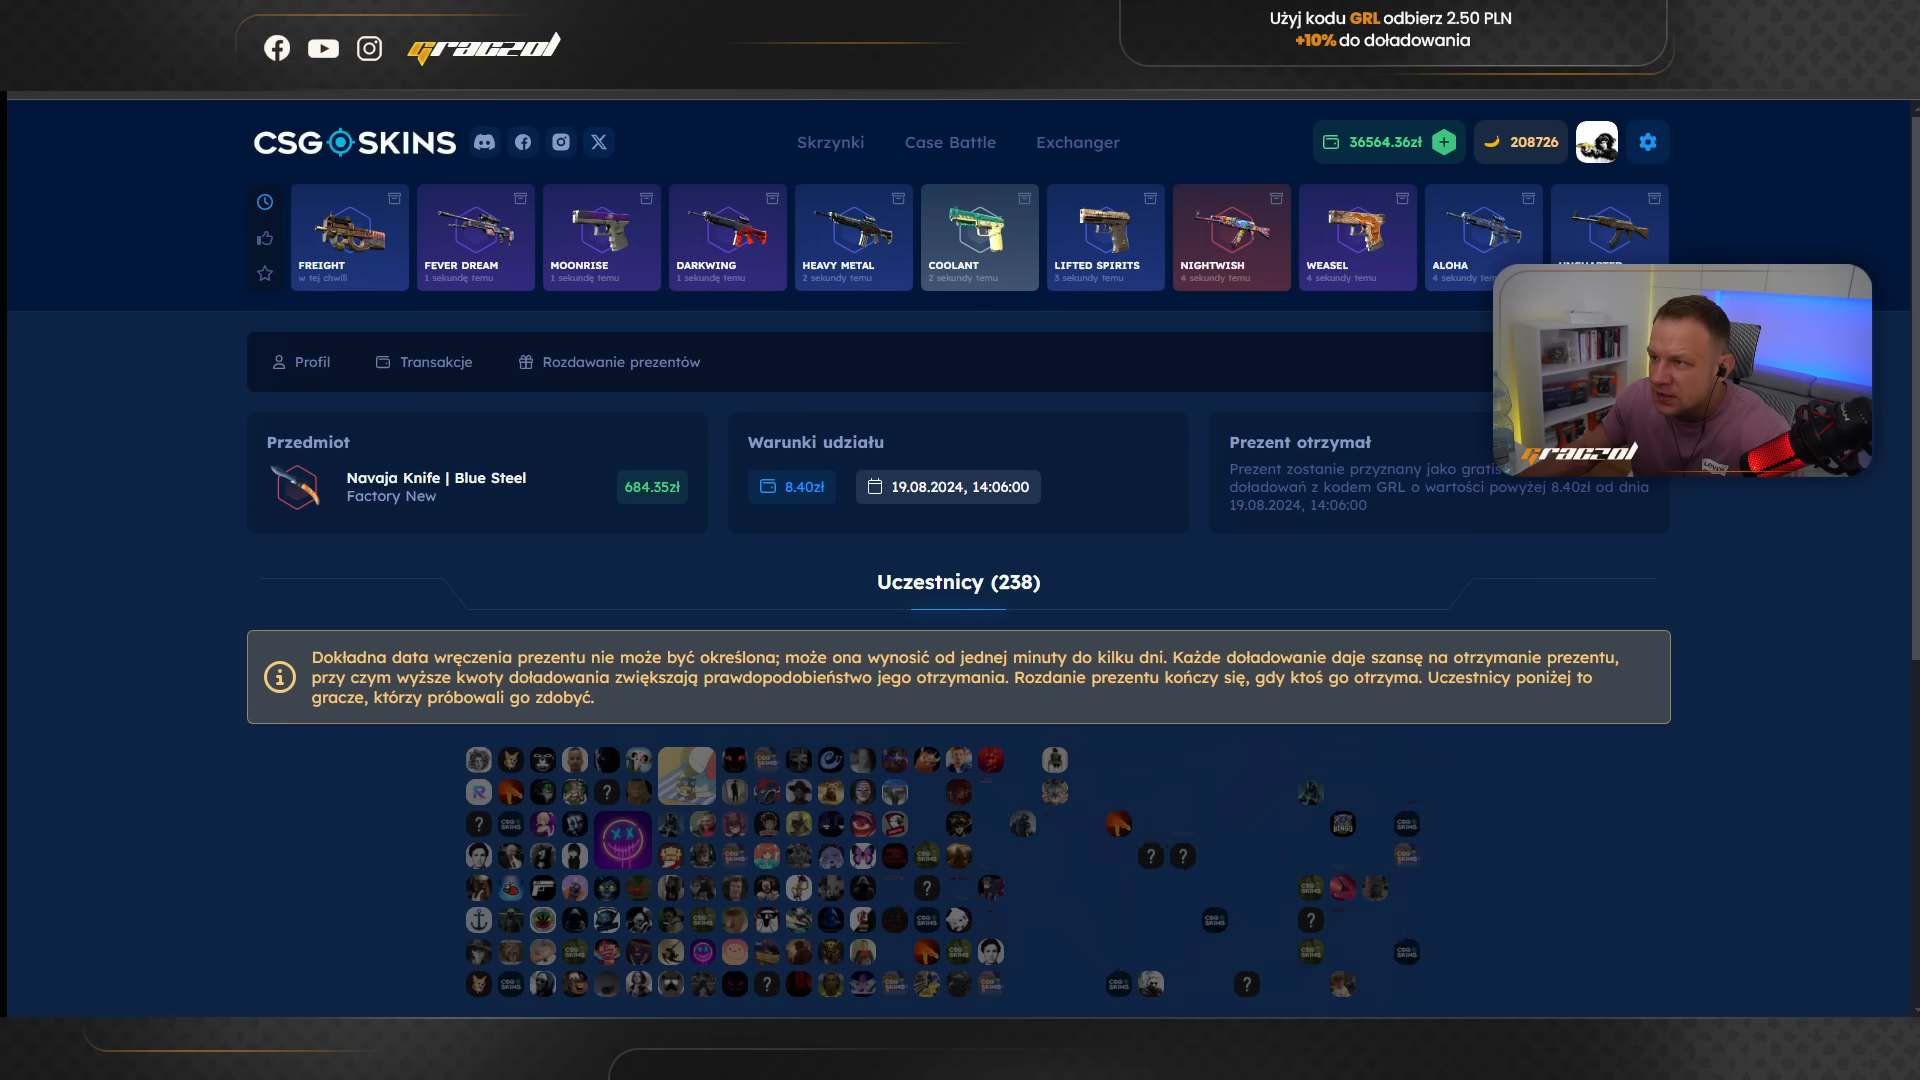 Użyj kodu GRL odbierz 2.50 PLN
+10% do doładowania
graczol
CSG SKINS
Skrzynki
Case Battle
Exchanger
36564.36zł
208726
FREIGHT
w tej chwili
FEVER DREAM
1 sekundę temu
MOONRISE
1 sekundę temu
DARKWING
1 sekundę temu
HEAVY METAL
2 sekundy temu
COOLANT
2 sekundy temu
LIFTED SPIRITS
3 sekundy temu
NIGHTWISH
4 sekundy temu
WEASEL
4 sekundy temu
ALOHA
4 sekundy
Profil
Transakcje
Rozdawanie prezentów
graczol
Przedmiot
Navaja Knife | Blue Steel
Factory New
684.35zł
Warunki udziału
8.40zł
19.08.2024, 14:06:00
Prezent otrzymał
Prezent zostanie przyznany jako gratis
doładowań z kodem GRL o wartości powyżej 8.40zł od dnia
19.08.2024, 14:06:00
Uczestnicy (238)
Dokładna data wręczenia prezentu nie może być określona; może ona wynosić od jednej minuty do kilku dni. Każde doładowanie daje szansę na otrzymanie prezentu,
przy czym wyższe kwoty doładowania zwiększają prawdopodobieństwo jego otrzymania. Rozdanie prezentu kończy się, gdy ktoś go otrzyma. Uczestnicy poniżej to
gracze, którzy próbowali go zdobyć.